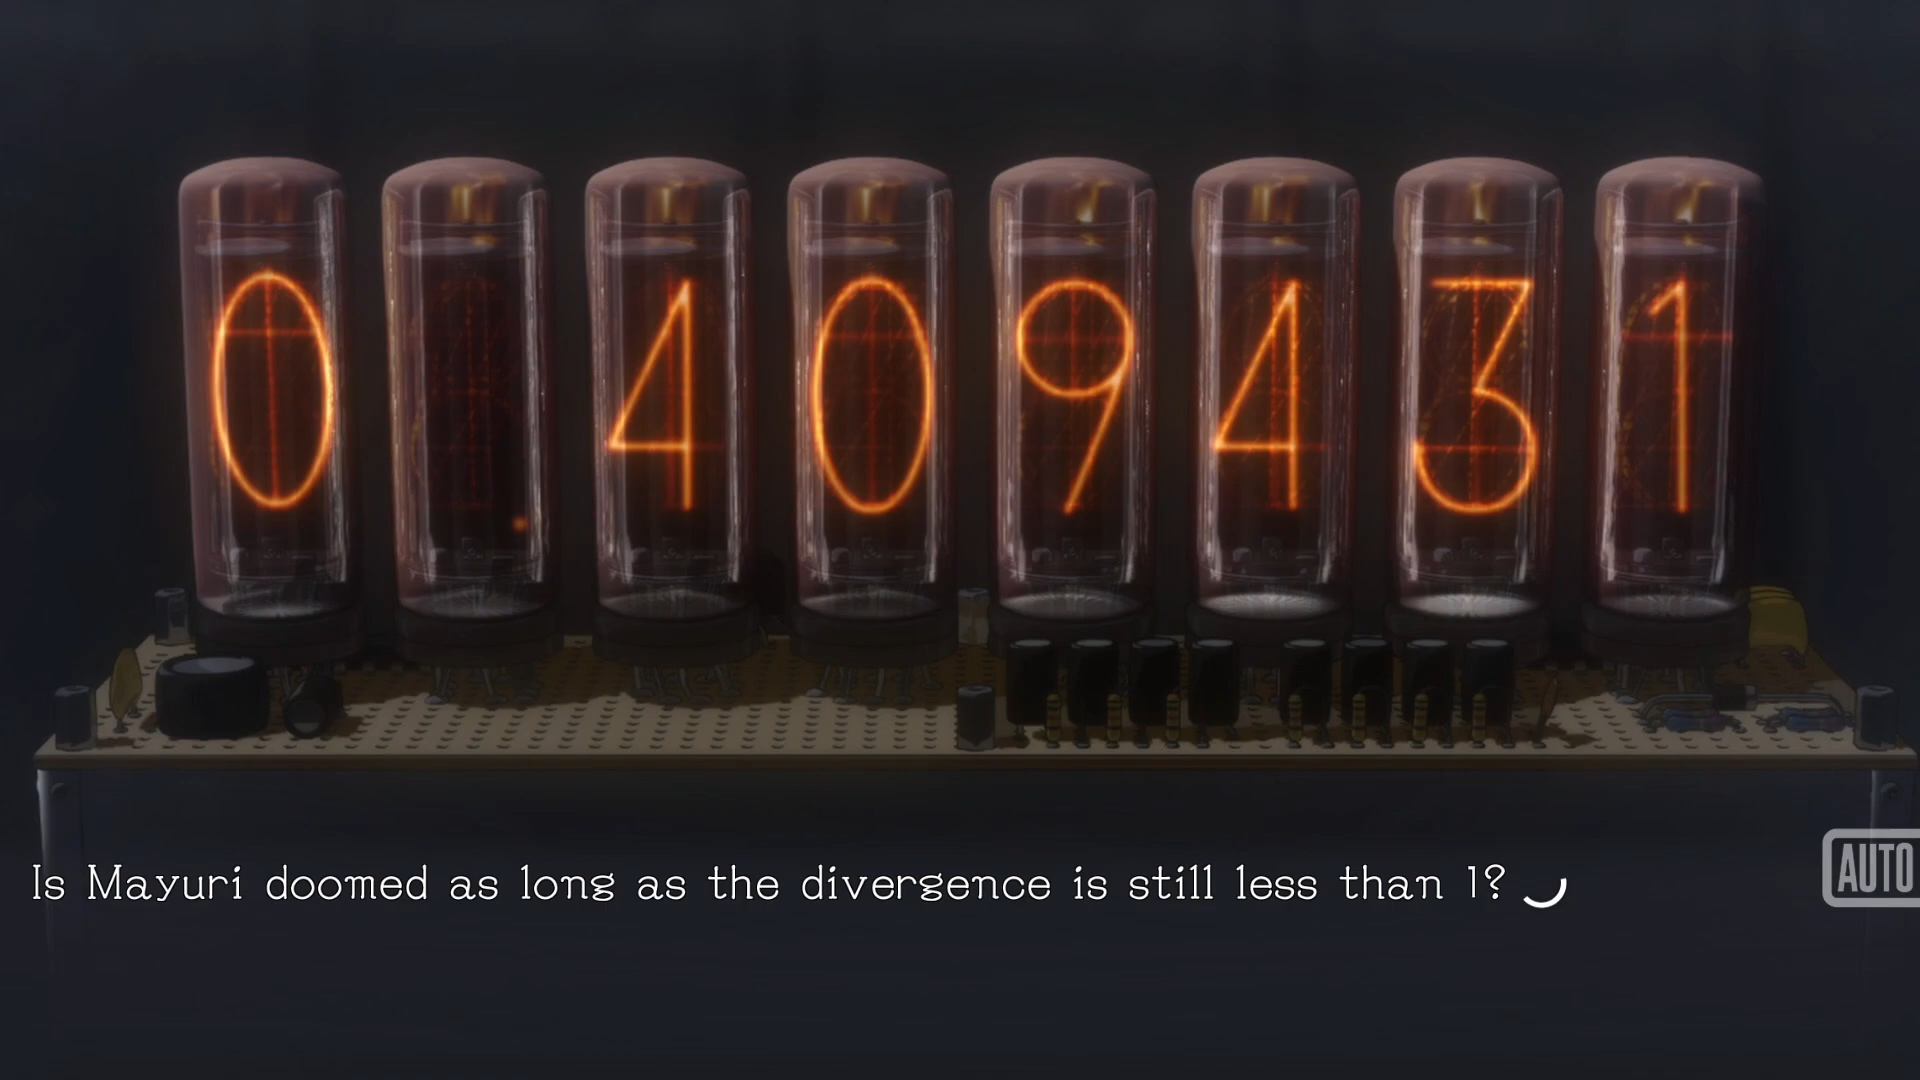 0.409431
Is Mayuri doomed as long as the divergence is still less than 1?
AUTO